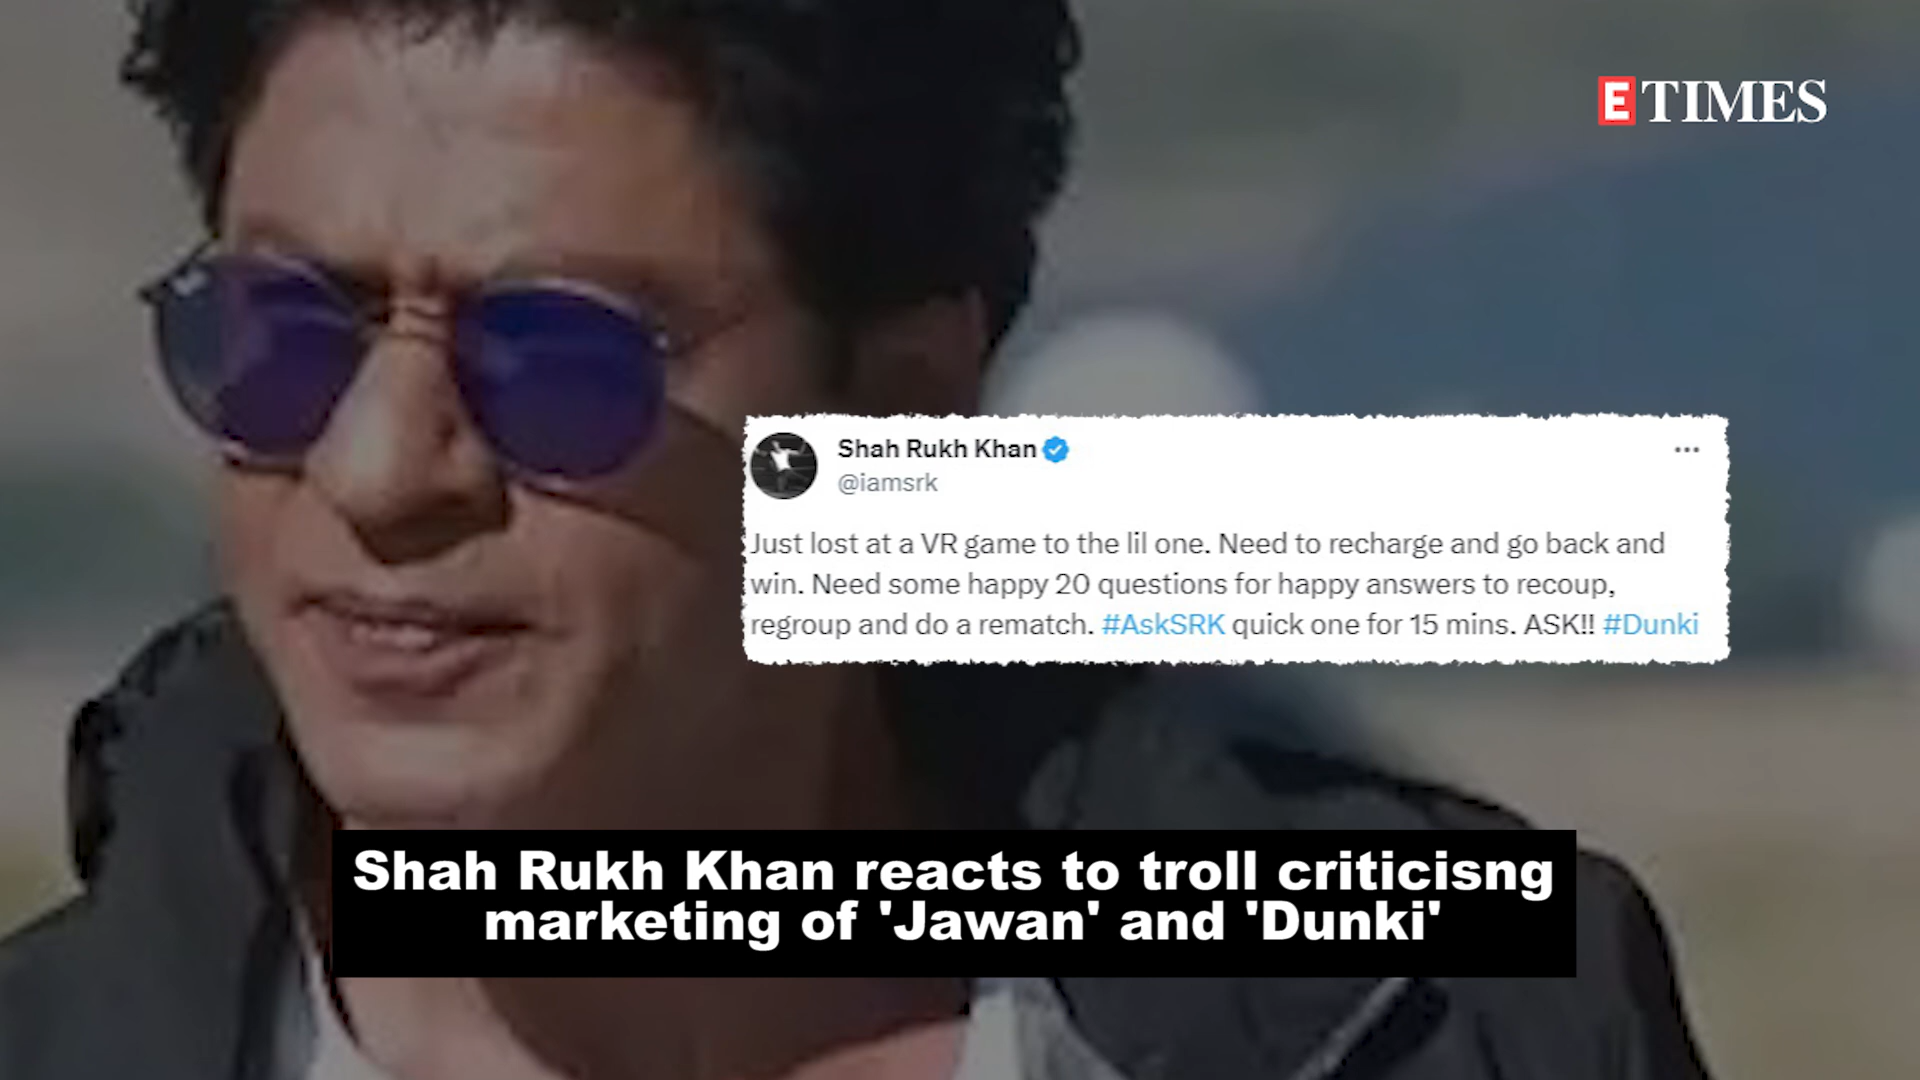 E TIMES
Shah Rukh Khan
@iamsrk
Just lost at a VR game to the lil one. Need to recharge and go back and
win. Need some happy 20 questions for happy answers to recoup,
regroup and do a rematch. #AskSRK quick one for 15 mins. ASK!! #Dunki
Shah Rukh Khan reacts to troll criticisng
marketing of 'Jawan' and 'Dunki'